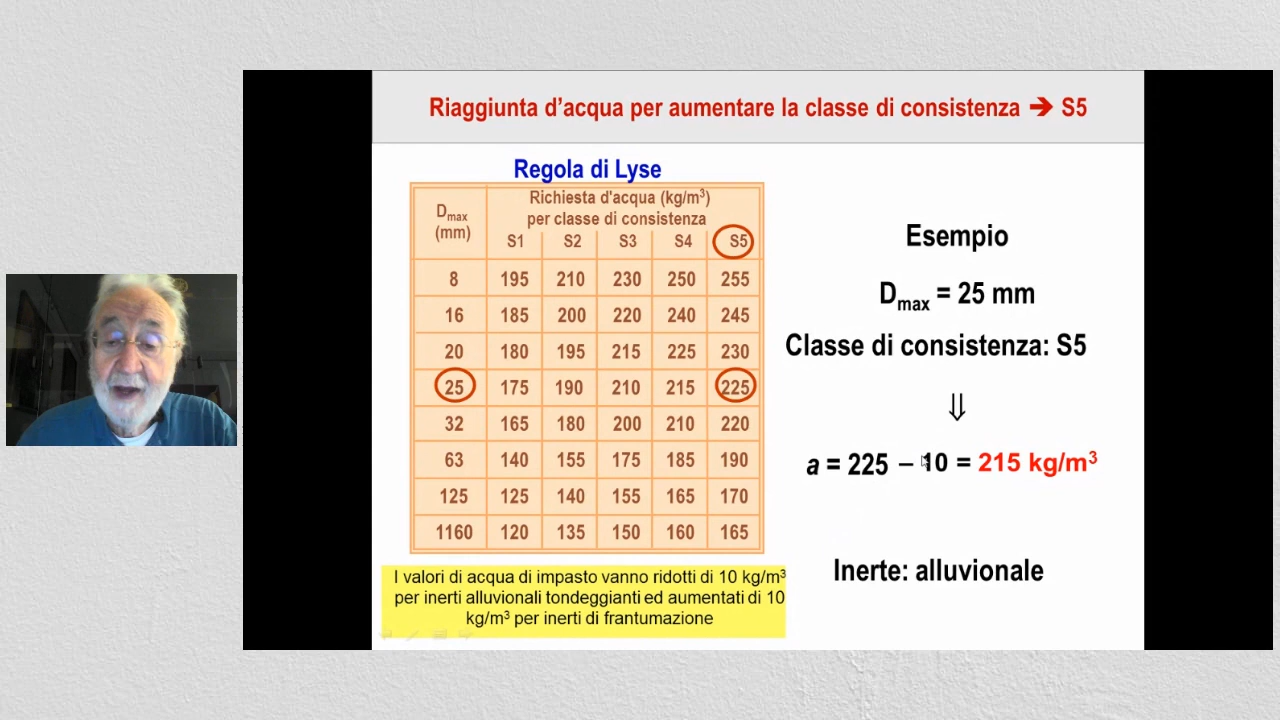 Riaggiunta d’acqua per aumentare la classe di consistenza ➔ S5
Regola di Lyse
Dmax (mm) Richiesta d'acqua (kg/m³) per classe di consistenza
S1 S2 S3 S4 S5
8 195 210 230 250 255
16 185 200 220 240 245
20 180 195 215 225 230
25 175 190 210 215 225
32 165 180 200 210 220
63 140 155 175 185 190
125 125 140 155 165 170
1160 120 135 150 160 165
I valori di acqua di impasto vanno ridotti di 10 kg/m³
per inerti alluvionali tondeggianti ed aumentati di 10
kg/m³ per inerti di frantumazione
Esempio
Dmax = 25 mm
Classe di consistenza: S5
⇓
a = 225 – 10 = 215 kg/m³
Inerte: alluvionale